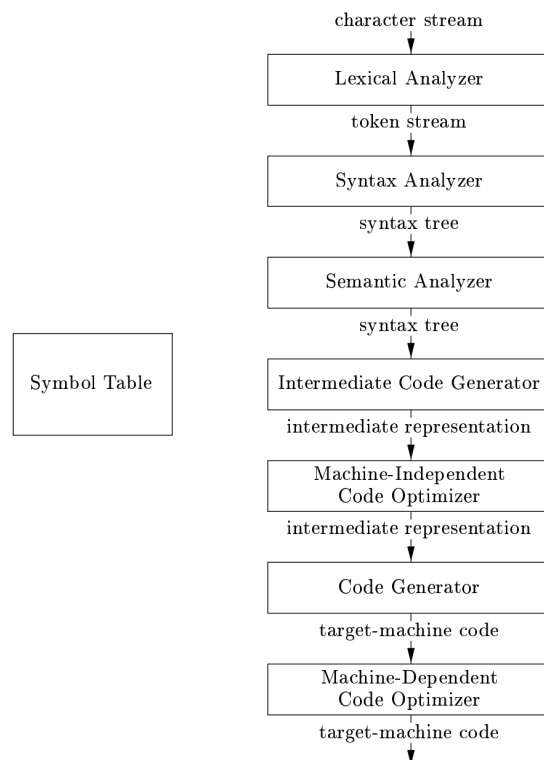 character stream
Lexical Analyzer
token stream
Syntax Analyzer
syntax tree
Semantic Analyzer
syntax tree
Symbol Table
Intermediate Code Generator
intermediate representation
Machine-Independent
Code Optimizer
intermediate representation
Code Generator
target-machine code
Machine-Dependent
Code Optimizer
target-machine code